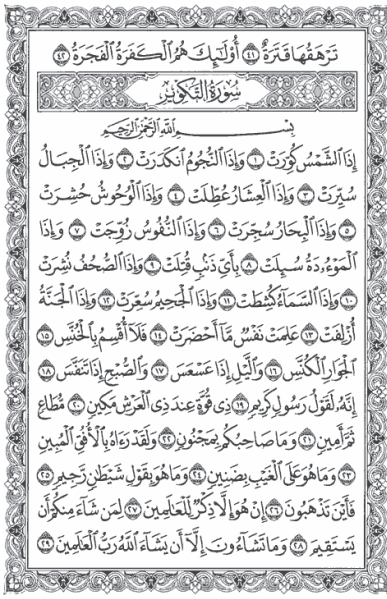 تَرْهَقُهَا قَتَرَةٌ ٤١ أُوْلَٰٓئِكَ هُمُ ٱلْكَفَرَةُ ٱلْفَجَرَةُ ٤٢
سُورَةُ التَّكْوِيرِ
بِسْمِ ٱللَّهِ ٱلرَّحْمَٰنِ ٱلرَّحِيمِ
إِذَا ٱلشَّمْسُ كُوِّرَتْ ١ وَإِذَا ٱلنُّجُومُ ٱنكَدَرَتْ ٢ وَإِذَا ٱلْجِبَالُ
سُيِّرَتْ ٣ وَإِذَا ٱلْعِشَارُ عُطِّلَتْ ٤ وَإِذَا ٱلْوُحُوشُ حُشِرَتْ
٥ وَإِذَا ٱلْبِحَارُ سُجِّرَتْ ٦ وَإِذَا ٱلنُّفُوسُ زُوِّجَتْ ٧ وَإِذَا
ٱلْمَوْءُۥدَةُ سُئِلَتْ ٨ بِأَيِّ ذَنۢبٍ قُتِلَتْ ٩ وَإِذَا ٱلصُّحُفُ نُشِرَتْ
١٠ وَإِذَا ٱلسَّمَآءُ كُشِطَتْ ١١ وَإِذَا ٱلْجَحِيمُ سُعِّرَتْ ١٢ وَإِذَا ٱلْجَنَّةُ
أُزْلِفَتْ ١٣ عَلِمَتْ نَفْسٌ مَّآ أَحْضَرَتْ ١٤ فَلَآ أُقْسِمُ بِٱلْخُنَّسِ ١٥
ٱلْجَوَارِ ٱلْكُنَّسِ ١٦ وَٱلَّيْلِ إِذَا عَسْعَسَ ١٧ وَٱلصُّبْحِ إِذَا تَنَفَّسَ ١٨
إِنَّهُۥ لَقَوْلُ رَسُولٍ كَرِيمٍ ١٩ ذِي قُوَّةٍ عِندَ ذِي ٱلْعَرْشِ مَكِينٍ ٢٠ مُّطَاعٍ
ثَمَّ أَمِينٍ ٢١ وَمَا صَاحِبُكُم بِمَجْنُونٍ ٢٢ وَلَقَدْ رَءَاهُ بِٱلْأُفُقِ ٱلْمُبِينِ
٢٣ وَمَا هُوَ عَلَى ٱلْغَيْبِ بِضَنِينٍ ٢٤ وَمَا هُوَ بِقَوْلِ شَيْطَٰنٍ رَّجِيمٍ ٢٥
فَأَيْنَ تَذْهَبُونَ ٢٦ إِنْ هُوَ إِلَّا ذِكْرٌ لِّلْعَالَمِينَ ٢٧ لِمَن شَآءَ مِنكُمْ أَن
يَسْتَقِيمَ ٢٨ وَمَا تَشَآءُونَ إِلَّآ أَن يَشَآءَ ٱللَّهُ رَبُّ ٱلْعَٰلَمِينَ ٢٩